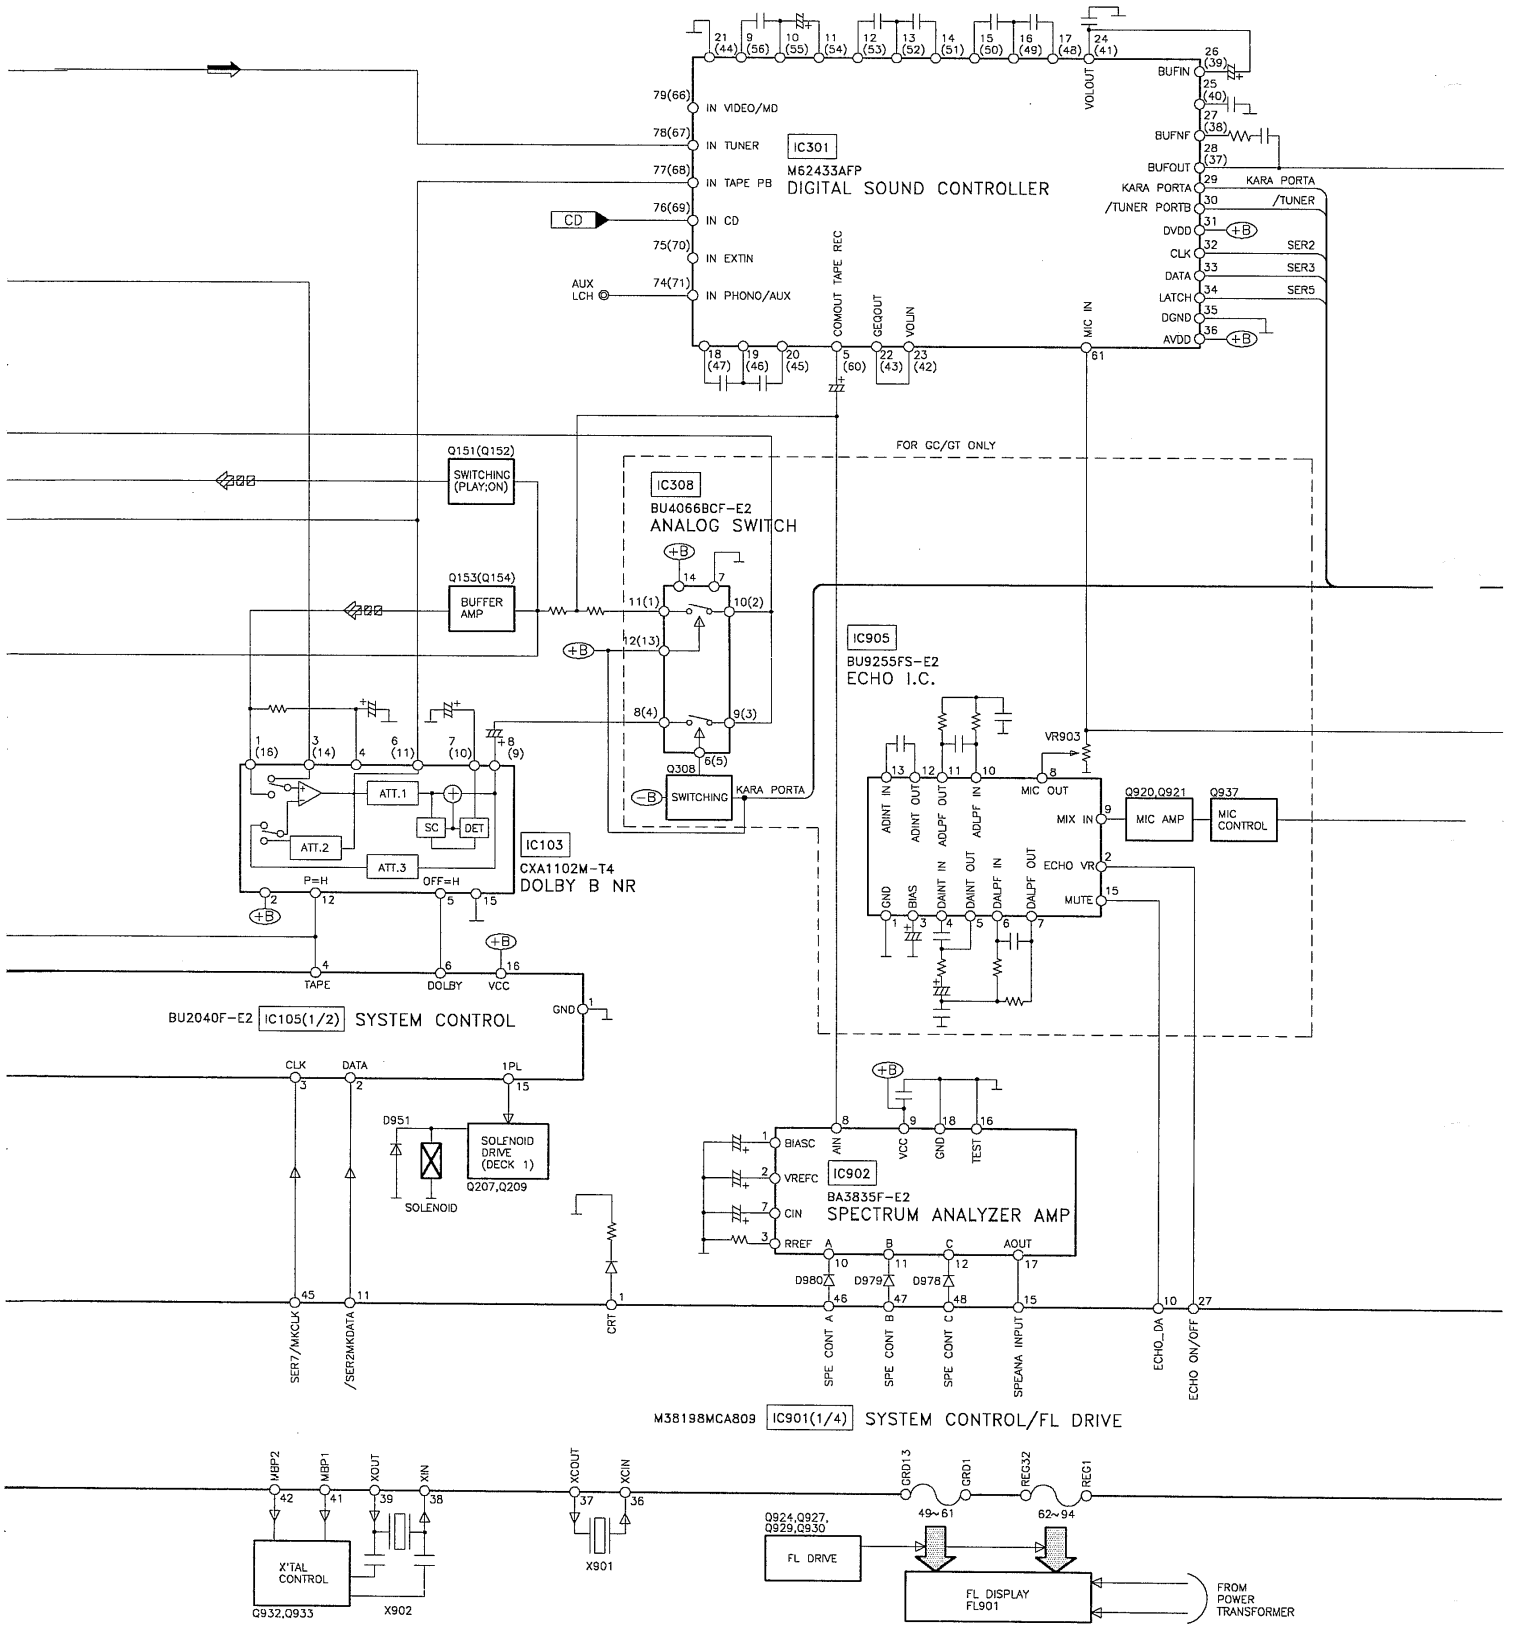 21 9 10 11 12 13 14 15 16 17 24
(44) (56) (55) (54) (53) (52) (51) (50) (49) (48) (41)
VOLOUT
BUFIN 26
(39)
25
(40)
BUFNF 27
(38)
BUFOUT 28
(37)
KARA PORTA 29 KARA PORTA
/TUNER PORTB 30 /TUNER
DVDD 31 +B
CLK 32 SER2
DATA 33 SER3
LATCH 34 SER5
DGND 35
AVDD 36 +B
79(66) IN VIDEO/MD
78(67) IN TUNER
77(68) IN TAPE PB
CD 76(69) IN CD
75(70) IN EXTIN
AUX
LCH 74(71) IN PHONO/AUX
IC301
M62433AFP
DIGITAL SOUND CONTROLLER
COMOUT TAPE REC
GEQOUT
VOLIN
MIC IN
18 19 20 5 22 23 61
(47) (46) (45) (60) (43) (42)
FOR GC/GT ONLY
Q151(Q152)
SWITCHING
(PLAY;ON)
IC308
BU4066BCF-E2
ANALOG SWITCH
+B
14 7
Q153(Q154)
BUFFER
AMP
11(1) 10(2)
+B 12(13)
8(4) 9(3)
6(5)
Q308
-B SWITCHING KARA PORTA
IC905
BU9255FS-E2
ECHO I.C.
VR903
13 12 11 10 8
ADINT IN
ADINT OUT
ADLPF OUT
ADLPF IN
MIC OUT
MIX IN 9
Q920,Q921
MIC AMP
Q937
MIC
CONTROL
ECHO VR 2
MUTE 15
GND
BIAS
DAINT IN
DAINT OUT
DALPF IN
DALPF OUT
1 3 4 5 6 7
1 3 4 6 7 8
(16) (14) (11) (10) (9)
ATT.1
SC DET
ATT.2
ATT.3
IC103
CXA1102M-T4
DOLBY B NR
P=H OFF=H
2 12 5 15
+B
+B
4 6 16
TAPE DOLBY VCC
GND 1
BU2040F-E2 IC105(1/2) SYSTEM CONTROL
CLK DATA 1PL
3 2 15
D951
SOLENOID
DRIVE
(DECK 1)
Q207,Q209
SOLENOID
+B
8 9 18 16
AIN
VCC
GND
TEST
1 BIASC
2 VREFC
7 CIN
3 RREF
IC902
BA3835F-E2
SPECTRUM ANALYZER AMP
A B C AOUT
10 11 12 17
D980 D979 D978
45 11 1 46 47 48 15 10 27
SER7/MKCLK
/SER2MKDATA
CRT
SPE CONT A
SPE CONT B
SPE CONT C
SPEANA INPUT
ECHO_DA
ECHO ON/OFF
M38198MCA809 IC901(1/4) SYSTEM CONTROL/FL DRIVE
MBP2
MBP1
XOUT
XIN
XCOUT
XCIN
GRD13
GRD1
REG32
REG1
42 41 39 38 37 36
49~61 62~94
X'TAL
CONTROL
Q932,Q933
X902
X901
Q924,Q927,
Q929,Q930
FL DRIVE
FL DISPLAY
FL901
FROM
POWER
TRANSFORMER